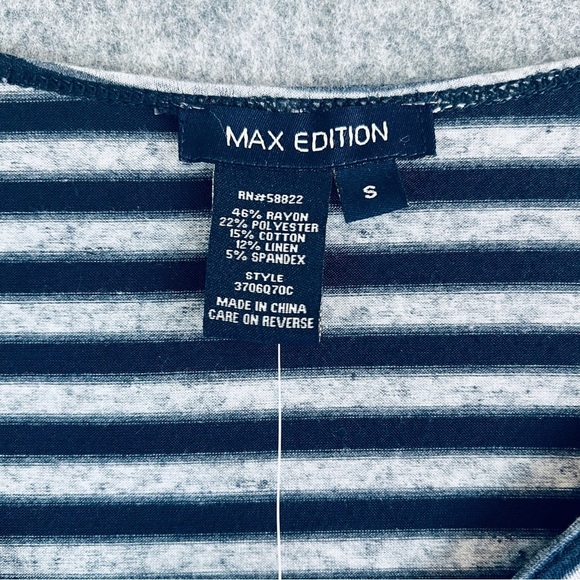 MAX EDITION
S
RN#58822
46% RAYON
22% POLYESTER
15% COTTON
12% LINEN
5% SPANDEX
STYLE
3706Q70C
MADE IN CHINA
CARE ON REVERSE